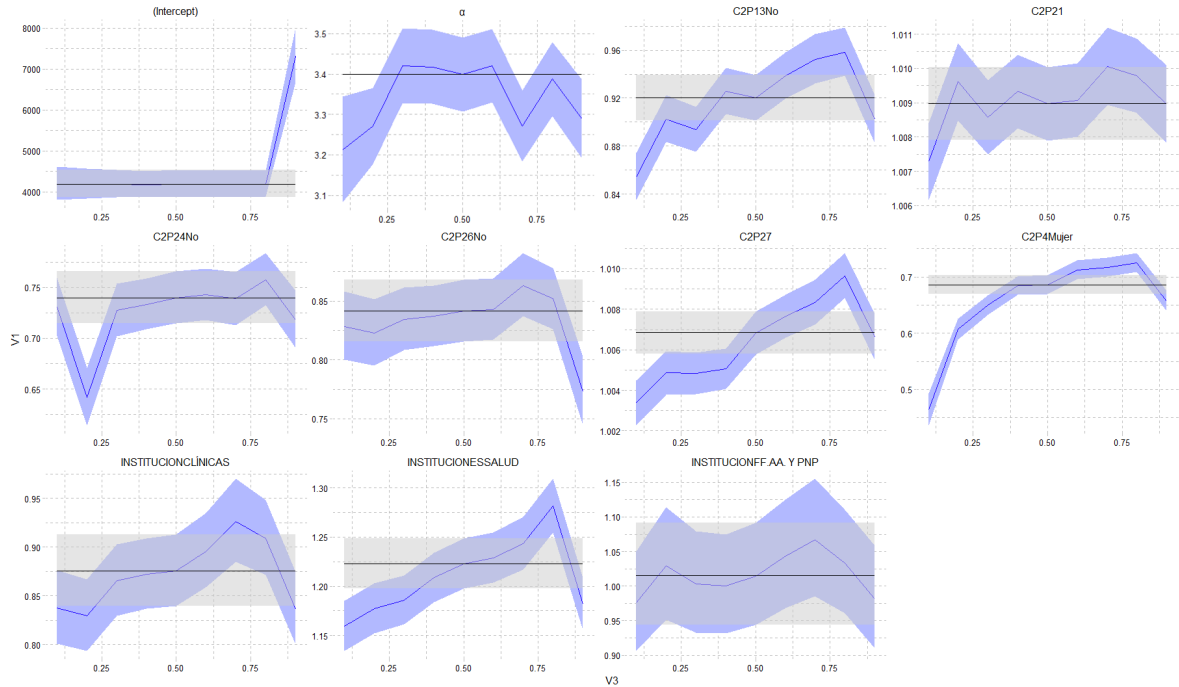 (Intercept)
α
C2P13No
C2P21
8000
7000
6000
5000
4000
0.25 0.50 0.75
3.5
3.4
3.3
3.2
3.1
0.25 0.50 0.75
0.96
0.92
0.88
0.84
0.25 0.50 0.75
1.011
1.010
1.009
1.008
1.007
1.006
0.25 0.50 0.75
C2P24No
C2P26No
C2P27
C2P4Mujer
V1
0.75
0.70
0.65
0.25 0.50 0.75
0.85
0.80
0.75
0.25 0.50 0.75
1.010
1.008
1.006
1.004
1.002
0.25 0.50 0.75
0.7
0.6
0.5
0.25 0.50 0.75
INSTITUCIONCLÍNICAS
INSTITUCIONESSALUD
INSTITUCIONFF.AA. Y PNP
0.95
0.90
0.85
0.80
0.25 0.50 0.75
1.30
1.25
1.20
1.15
0.25 0.50 0.75
1.15
1.10
1.05
1.00
0.95
0.90
0.25 0.50 0.75
V3